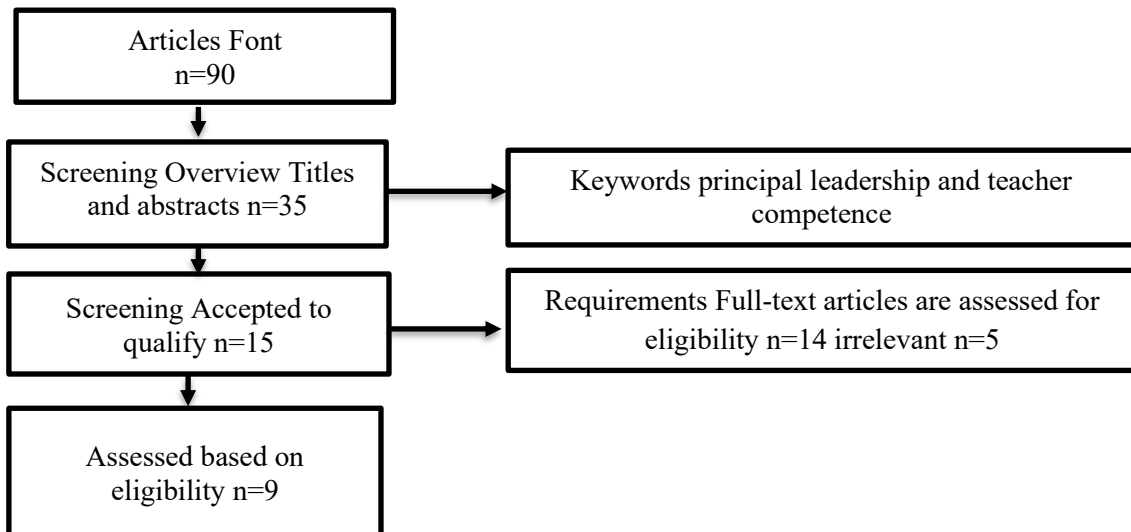 Articles Font
n=90
Screening Overview Titles
and abstracts n=35
Keywords principal leadership and teacher
competence
Screening Accepted to
qualify n=15
Requirements Full-text articles are assessed for
eligibility n=14 irrelevant n=5
Assessed based on
eligibility n=9